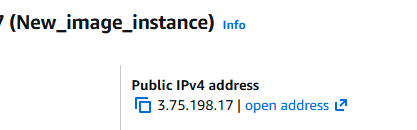 7 (New_image_instance) Info
Public IPv4 address
3.75.198.17 | open address